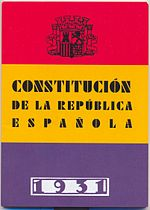 CONSTITUCIÓN
DE LA REPÚBLICA
ESPAÑOLA
1931